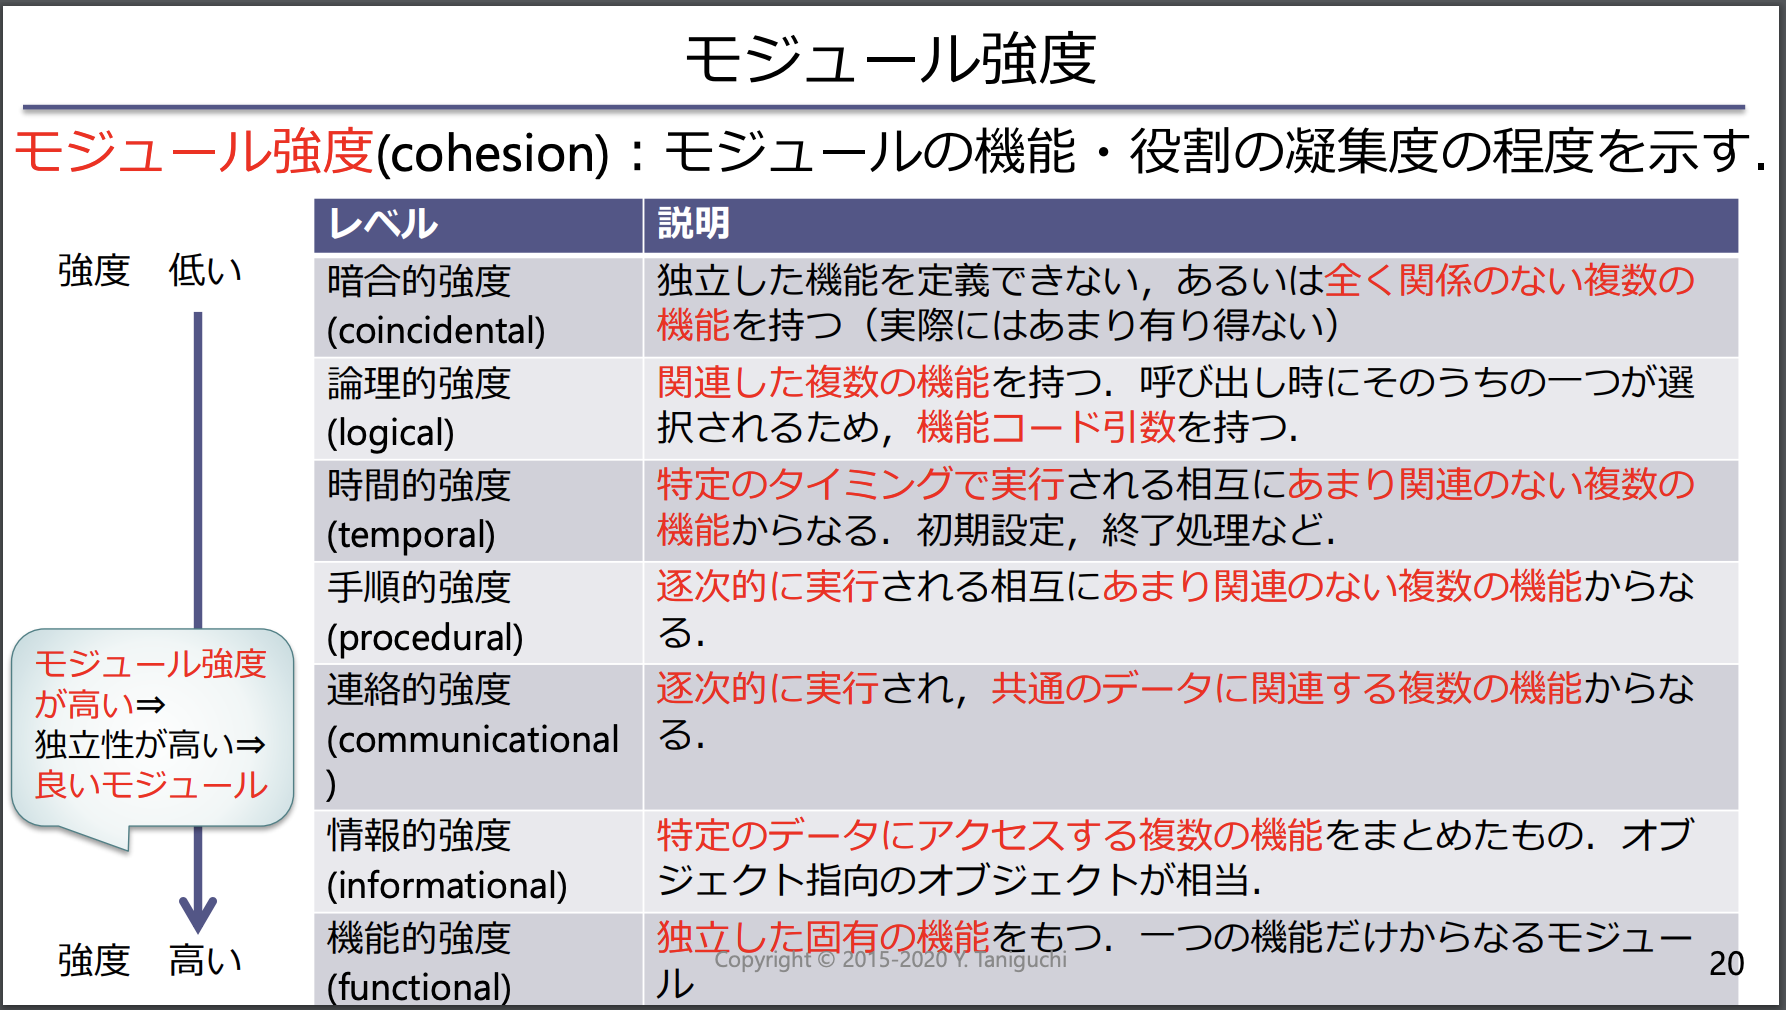 モジュール強度
モジュール強度(cohesion)：モジュールの機能・役割の凝集度の程度を示す．
強度　低い
モジュール強度
が高い⇒
独立性が高い⇒
良いモジュール
強度　高い
レベル
説明
暗合的強度
(coincidental)
独立した機能を定義できない，あるいは全く関係のない複数の
機能を持つ（実際にはあまり有り得ない）
論理的強度
(logical)
関連した複数の機能を持つ．呼び出し時にそのうちの一つが選
択されるため，機能コード引数を持つ．
時間的強度
(temporal)
特定のタイミングで実行される相互にあまり関連のない複数の
機能からなる．初期設定，終了処理など．
手順的強度
(procedural)
逐次的に実行される相互にあまり関連のない複数の機能からな
る．
連絡的強度
(communicational
)
逐次的に実行され，共通のデータに関連する複数の機能からな
る．
情報的強度
(informational)
特定のデータにアクセスする複数の機能をまとめたもの．オブ
ジェクト指向のオブジェクトが相当．
機能的強度
(functional)
独立した固有の機能をもつ．一つの機能だけからなるモジュー
ル
Copyright © 2015-2020 Y. Taniguchi
20